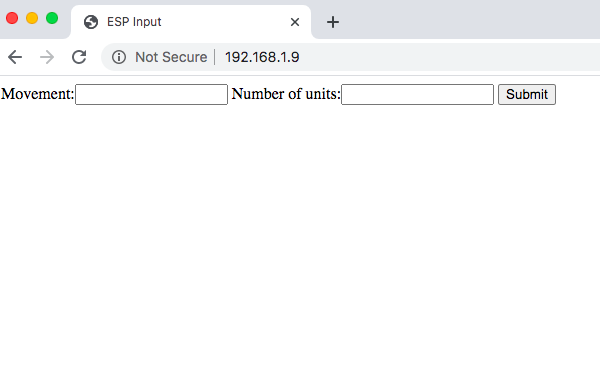 ESP Input
Not Secure 192.168.1.9
Movement: Number of units: Submit